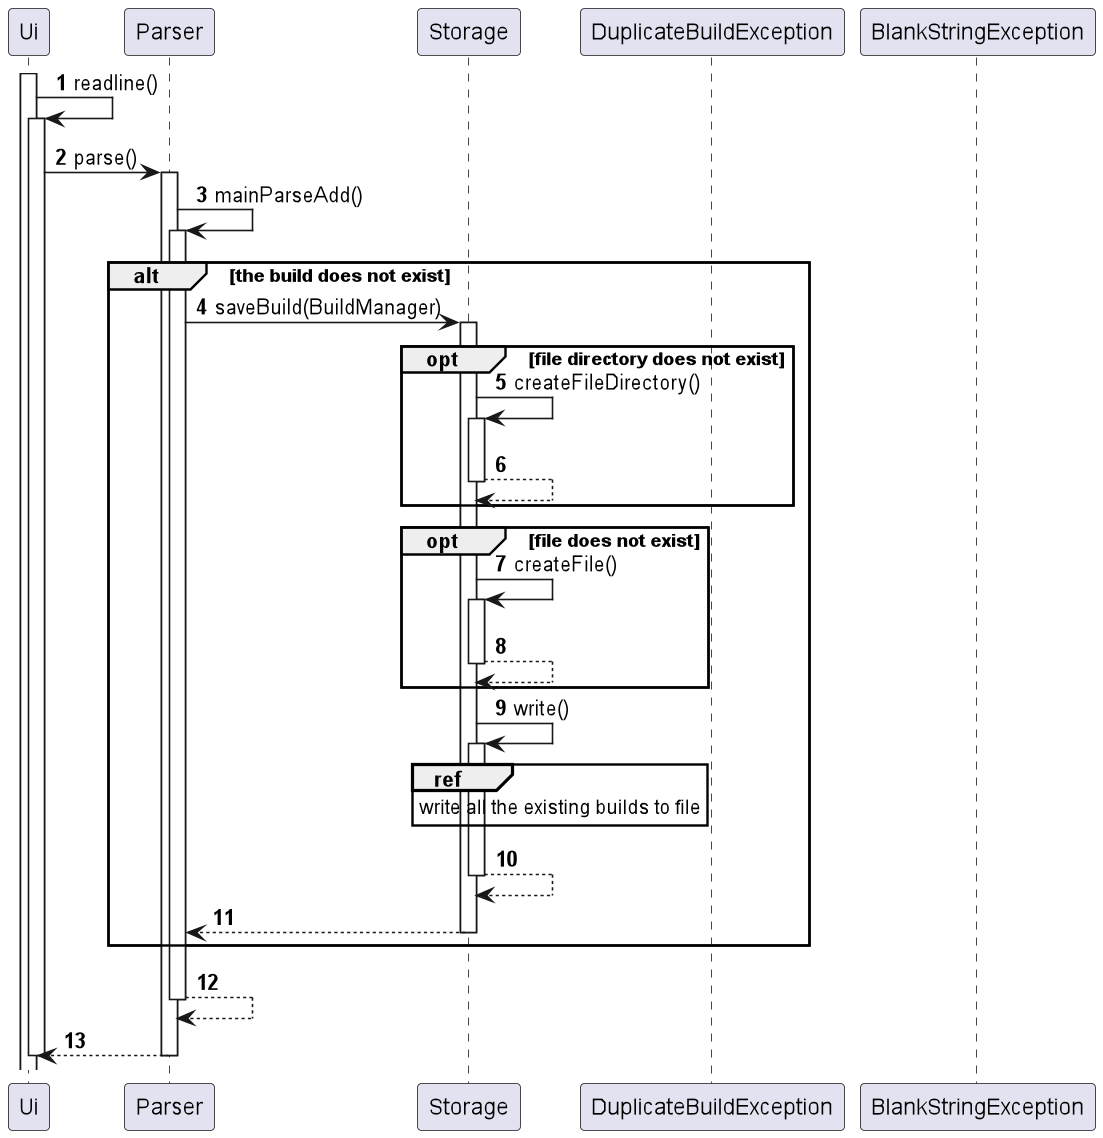 Ui Parser Storage DuplicateBuildException BlankStringException
1 readline()
2 parse()
3 mainParseAdd()
alt [the build does not exist]
4 saveBuild(BuildManager)
opt [file directory does not exist]
5 createFileDirectory()
6
opt [file does not exist]
7 createFile()
8
9 write()
ref
write all the existing builds to file
10
11
12
13
Ui Parser Storage DuplicateBuildException BlankStringException